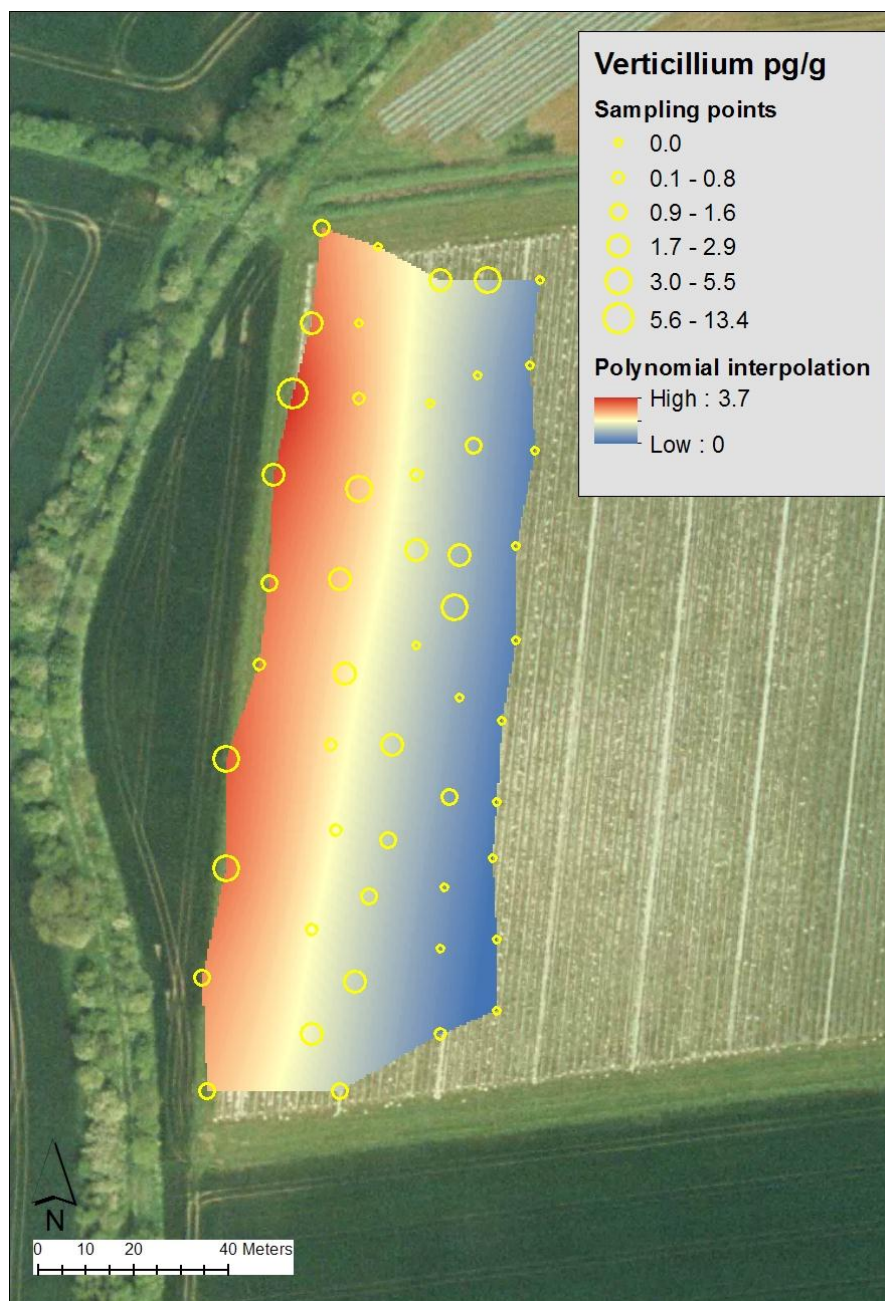 Verticillium pg/g
Sampling points
0.0
0.1 - 0.8
0.9 - 1.6
1.7 - 2.9
3.0 - 5.5
5.6 - 13.4
Polynomial interpolation
High : 3.7
Low : 0
N
0 10 20 40 Meters